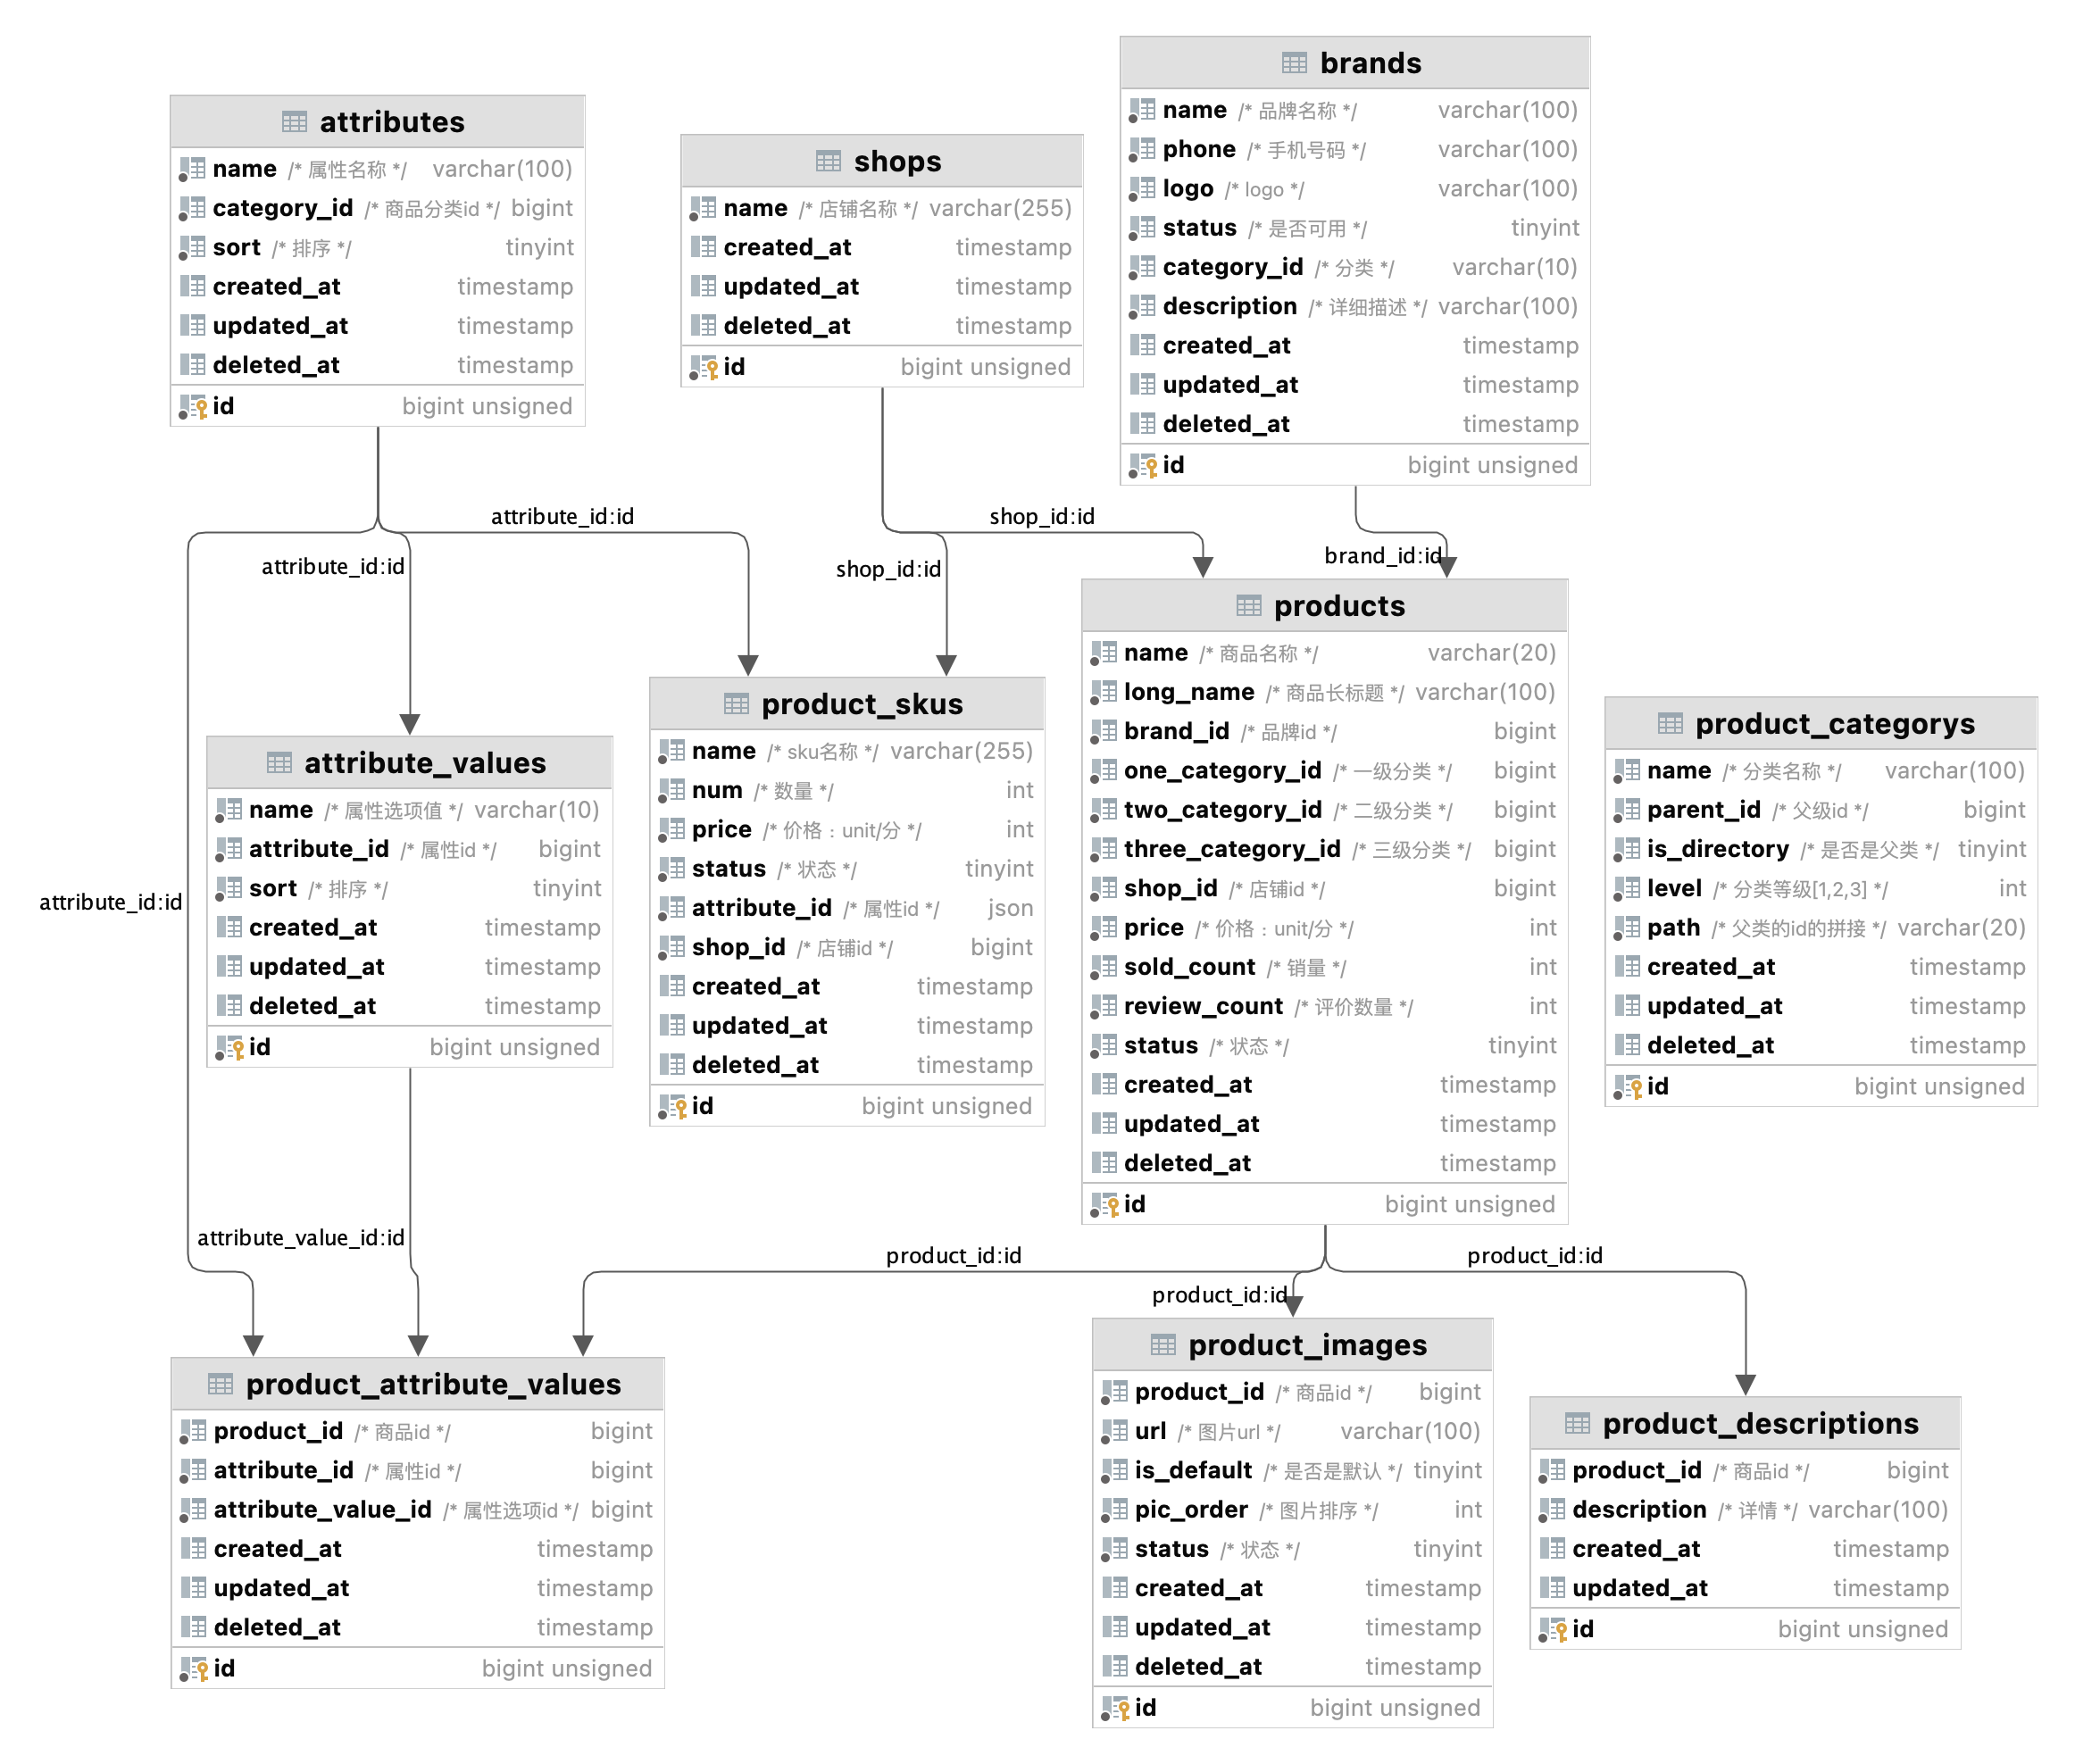 brands
name /* 品牌名称 */ varchar(100)
phone /* 手机号码 */ varchar(100)
logo /* logo */ varchar(100)
status /* 是否可用 */ tinyint
category_id /* 分类 */ varchar(10)
description /* 详细描述 */ varchar(100)
created_at timestamp
updated_at timestamp
deleted_at timestamp
id bigint unsigned
attributes
name /* 属性名称 */ varchar(100)
category_id /* 商品分类id */ bigint
sort /* 排序 */ tinyint
created_at timestamp
updated_at timestamp
deleted_at timestamp
id bigint unsigned
shops
name /* 店铺名称 */ varchar(255)
created_at timestamp
updated_at timestamp
deleted_at timestamp
id bigint unsigned
attribute_id:id
shop_id:id
brand_id:id
attribute_id:id
shop_id:id
attribute_id:id
products
name /* 商品名称 */ varchar(20)
long_name /* 商品长标题 */ varchar(100)
brand_id /* 品牌id */ bigint
one_category_id /* 一级分类 */ bigint
two_category_id /* 二级分类 */ bigint
three_category_id /* 三级分类 */ bigint
shop_id /* 店铺id */ bigint
price /* 价格：unit/分 */ int
sold_count /* 销量 */ int
review_count /* 评价数量 */ int
status /* 状态 */ tinyint
created_at timestamp
updated_at timestamp
deleted_at timestamp
id bigint unsigned
product_skus
name /* sku名称 */ varchar(255)
num /* 数量 */ int
price /* 价格：unit/分 */ int
status /* 状态 */ tinyint
attribute_id /* 属性id */ json
shop_id /* 店铺id */ bigint
created_at timestamp
updated_at timestamp
deleted_at timestamp
id bigint unsigned
product_categorys
name /* 分类名称 */ varchar(100)
parent_id /* 父级id */ bigint
is_directory /* 是否是父类 */ tinyint
level /* 分类等级[1,2,3] */ int
path /* 父类的id的拼接 */ varchar(20)
created_at timestamp
updated_at timestamp
deleted_at timestamp
id bigint unsigned
attribute_values
name /* 属性选项值 */ varchar(10)
attribute_id /* 属性id */ bigint
sort /* 排序 */ tinyint
created_at timestamp
updated_at timestamp
deleted_at timestamp
id bigint unsigned
attribute_value_id:id
product_id:id
product_id:id
product_id:id
product_attribute_values
product_id /* 商品id */ bigint
attribute_id /* 属性id */ bigint
attribute_value_id /* 属性选项id */ bigint
created_at timestamp
updated_at timestamp
deleted_at timestamp
id bigint unsigned
product_images
product_id /* 商品id */ bigint
url /* 图片url */ varchar(100)
is_default /* 是否是默认 */ tinyint
pic_order /* 图片排序 */ int
status /* 状态 */ tinyint
created_at timestamp
updated_at timestamp
deleted_at timestamp
id bigint unsigned
product_descriptions
product_id /* 商品id */ bigint
description /* 详情 */ varchar(100)
created_at timestamp
updated_at timestamp
id bigint unsigned